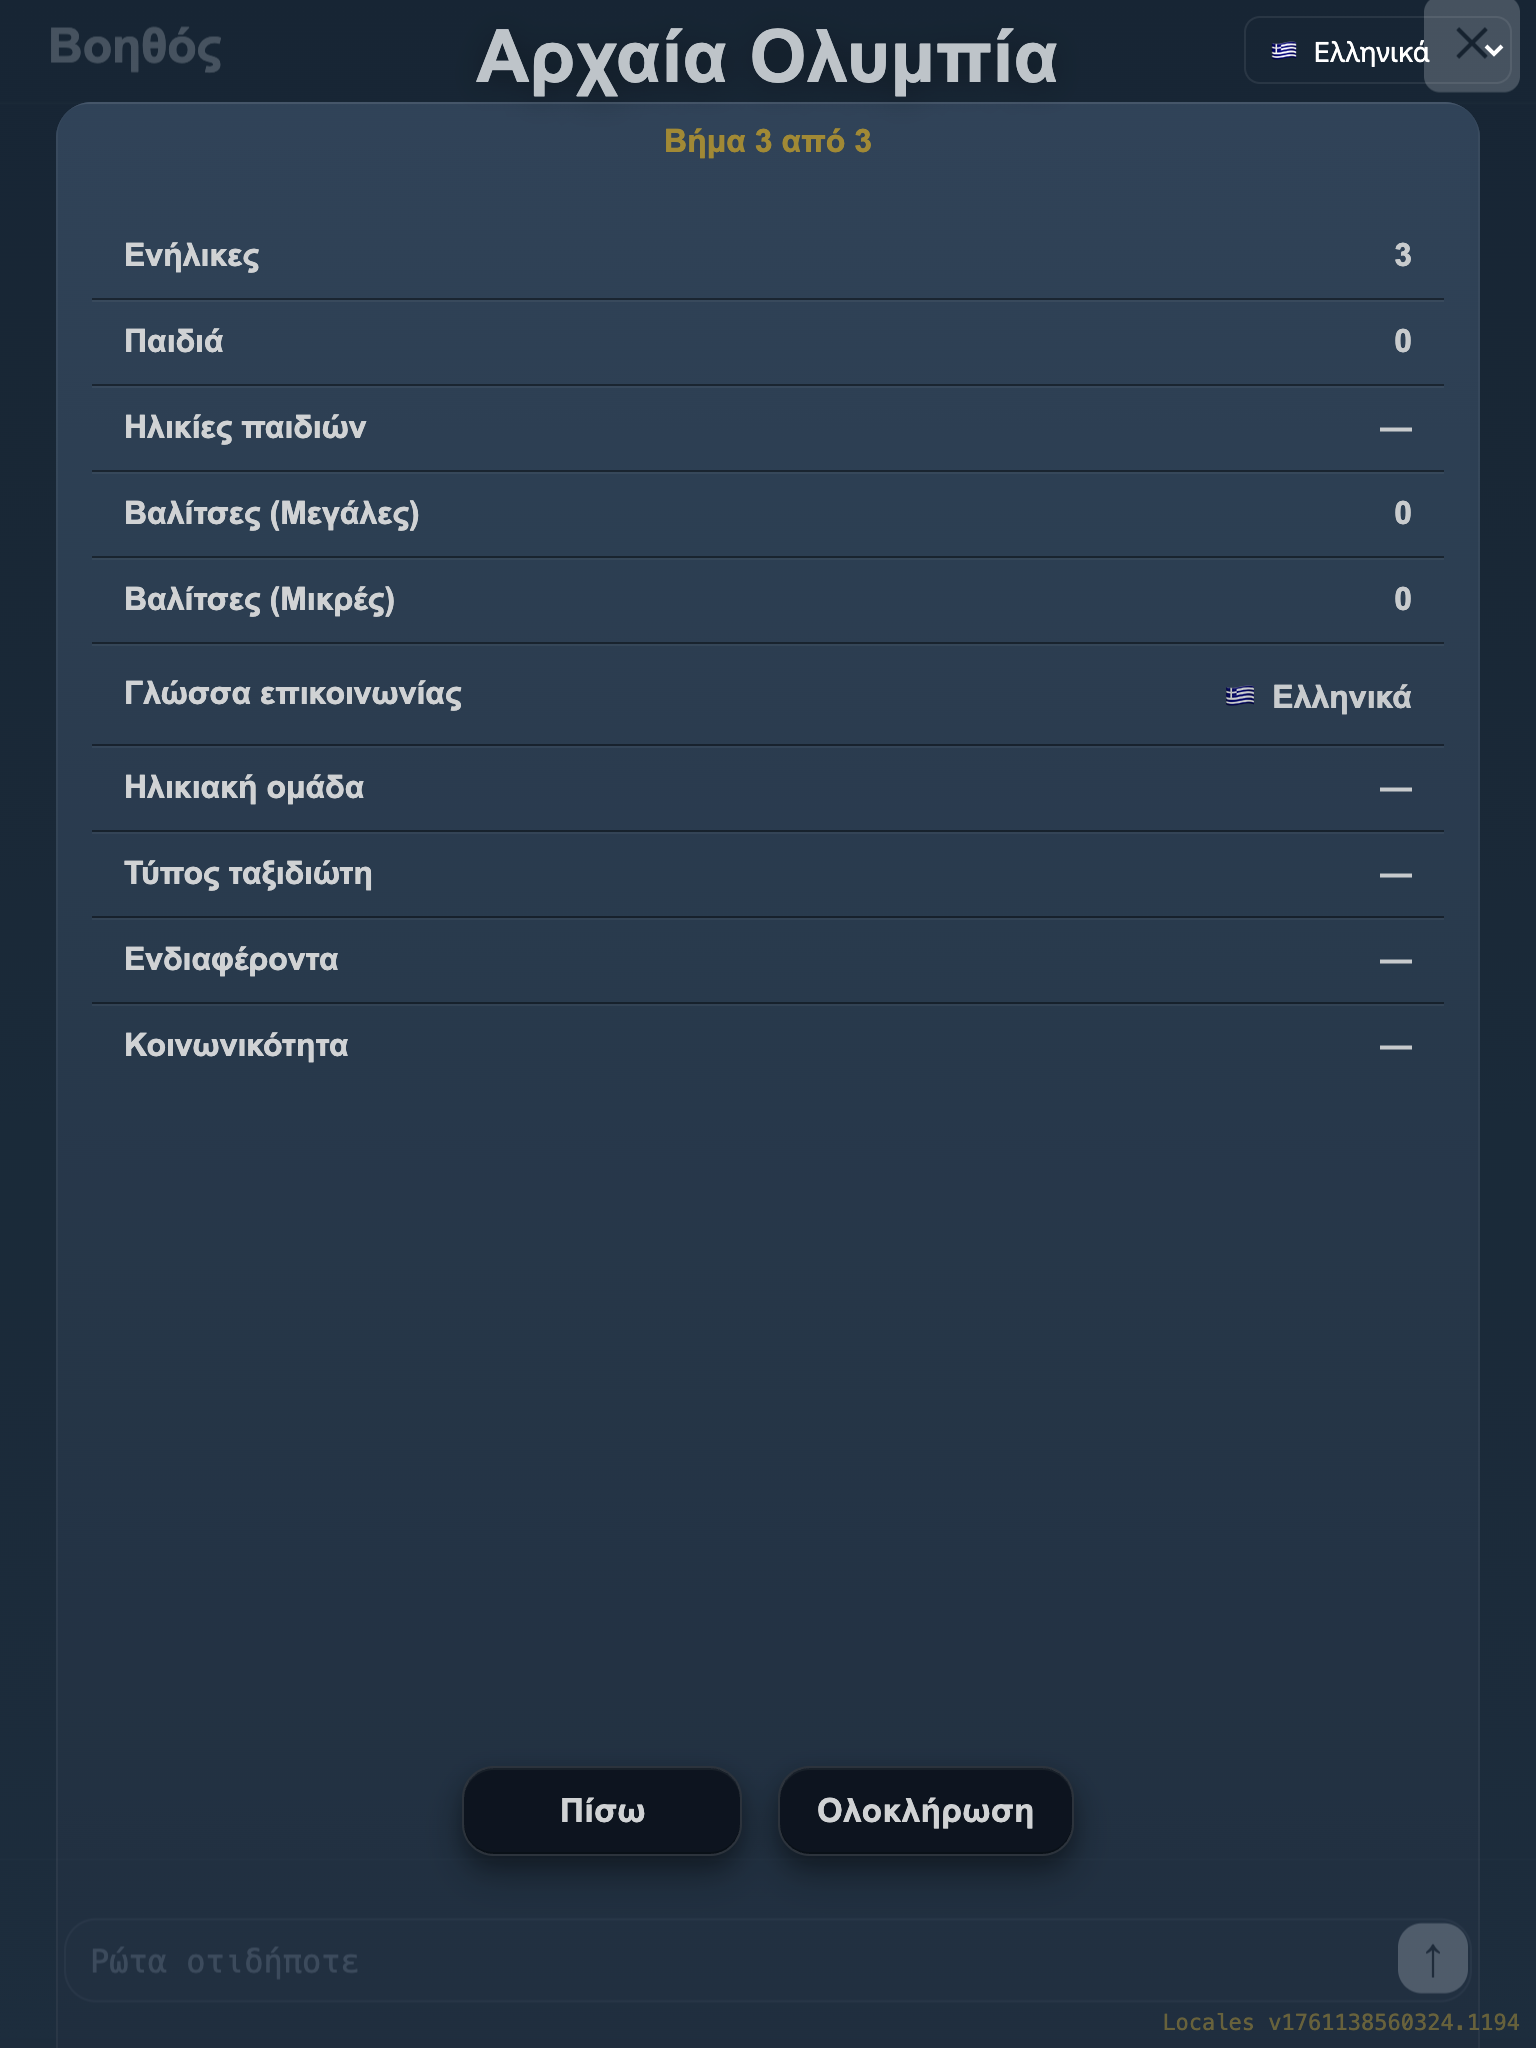 Βοηθός
Αρχαία Ολυμπία
Ελληνικά
Βήμα 3 από 3
Ενήλικες 3
Παιδιά 0
Ηλικίες παιδιών —
Βαλίτσες (Μεγάλες) 0
Βαλίτσες (Μικρές) 0
Γλώσσα επικοινωνίας Ελληνικά
Ηλικιακή ομάδα —
Τύπος ταξιδιώτη —
Ενδιαφέροντα —
Κοινωνικότητα —
Πίσω Ολοκλήρωση
Ρώτα οτιδήποτε
Locales v1761138560324.1194